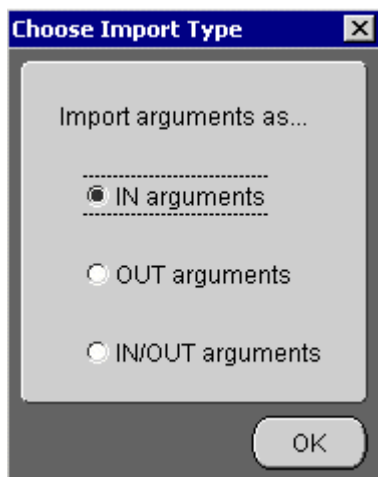 Choose Import Type
Import arguments as...
IN arguments
OUT arguments
IN/OUT arguments
OK